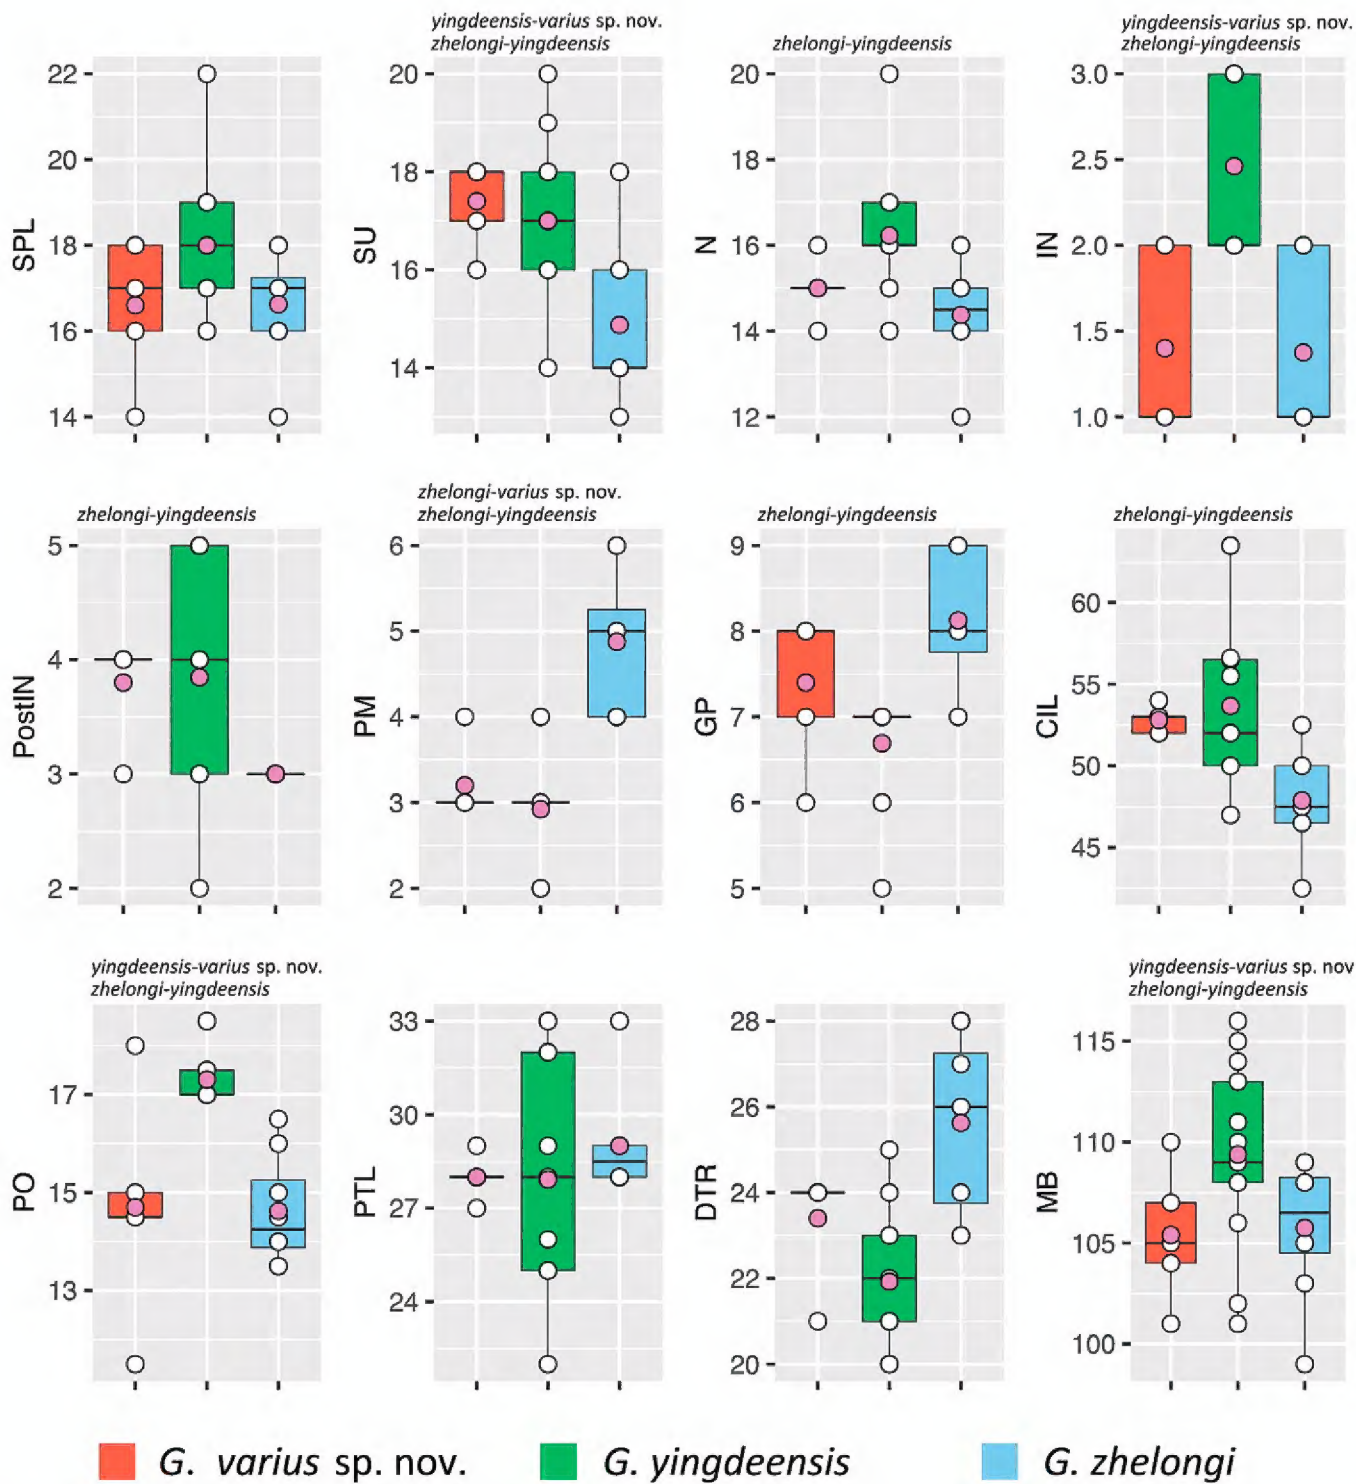 yingdeensis-varius sp. nov.
zhelongi-yingdeensis
zhelongi-yingdeensis
yingdeensis-varius sp. nov.
zhelongi-yingdeensis
SPL
22
20
18
16
14
SU
20
18
16
14
N
20
18
16
14
12
IN
3.0
2.5
2.0
1.5
1.0
zhelongi-yingdeensis
zhelongi-varius sp. nov.
zhelongi-yingdeensis
zhelongi-yingdeensis
zhelongi-yingdeensis
PostIN
5
4
3
2
PM
6
5
4
3
2
GP
9
8
7
6
5
CIL
60
55
50
45
yingdeensis-varius sp. nov.
zhelongi-yingdeensis
yingdeensis-varius sp. nov
zhelongi-yingdeensis
PO
17
15
13
PTL
33
30
27
24
DTR
28
26
24
22
20
MB
115
110
105
100
G. varius sp. nov.
G. yingdeensis
G. zhelongi